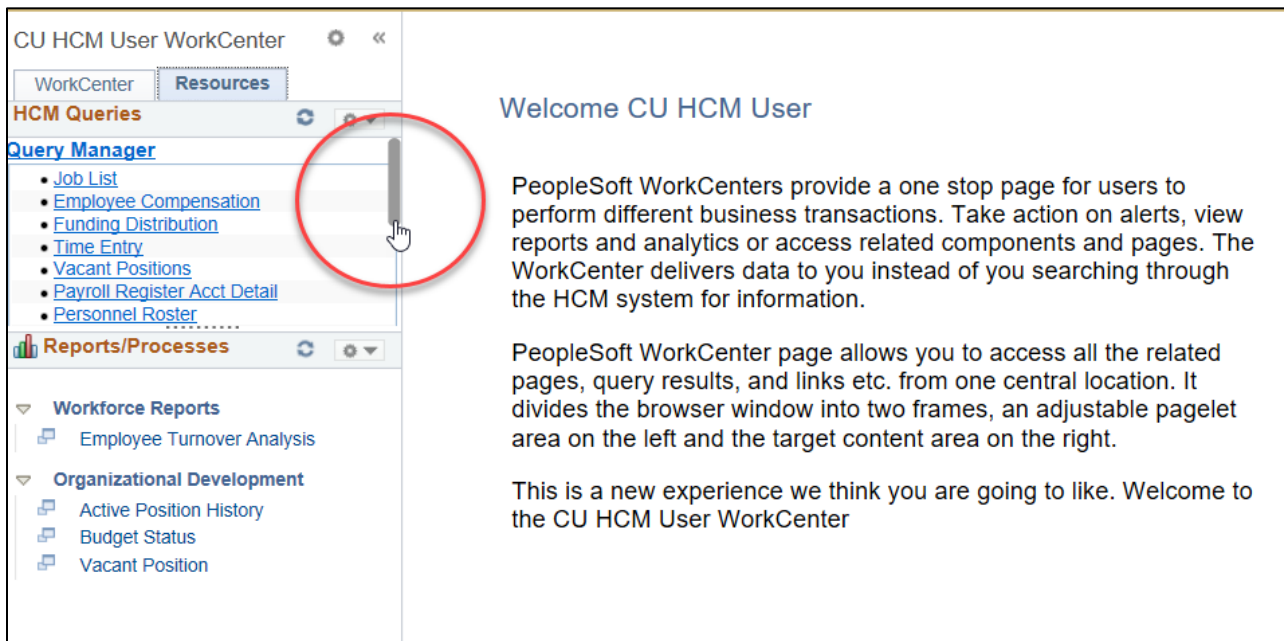 CU HCM User WorkCenter
WorkCenter
Resources
HCM Queries
Query Manager
Job List
Employee Compensation
Funding Distribution
Time Entry
Vacant Positions
Payroll Register Acct Detail
Personnel Roster
Reports/Processes
Workforce Reports
Employee Turnover Analysis
Organizational Development
Active Position History
Budget Status
Vacant Position
Welcome CU HCM User
PeopleSoft WorkCenters provide a one stop page for users to
perform different business transactions. Take action on alerts, view
reports and analytics or access related components and pages. The
WorkCenter delivers data to you instead of you searching through
the HCM system for information.
PeopleSoft WorkCenter page allows you to access all the related
pages, query results, and links etc. from one central location. It
divides the browser window into two frames, an adjustable pagelet
area on the left and the target content area on the right.
This is a new experience we think you are going to like. Welcome to
the CU HCM User WorkCenter